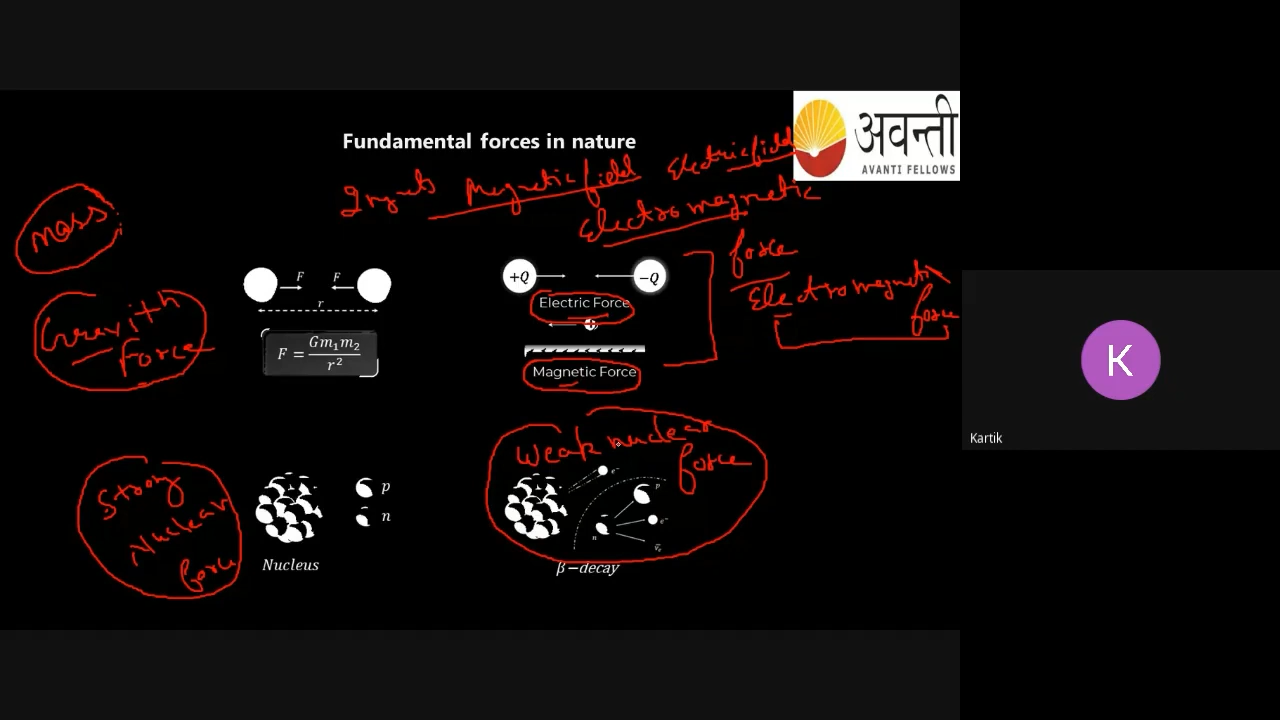 Fundamental forces in nature
अवन्ती
AVANTI FELLOWS
Magnetic field Electric field
Electromagnetic
force
Electromagnetic
force
mass
F F
r
+Q −Q
Electric Force
Magnetic Force
Force
F = Gm₁m₂/r²
Strong
Nuclear
force
p
n
Nucleus
weak nuclear
force
e⁻
p
n
e⁻
β−decay
Kartik
K